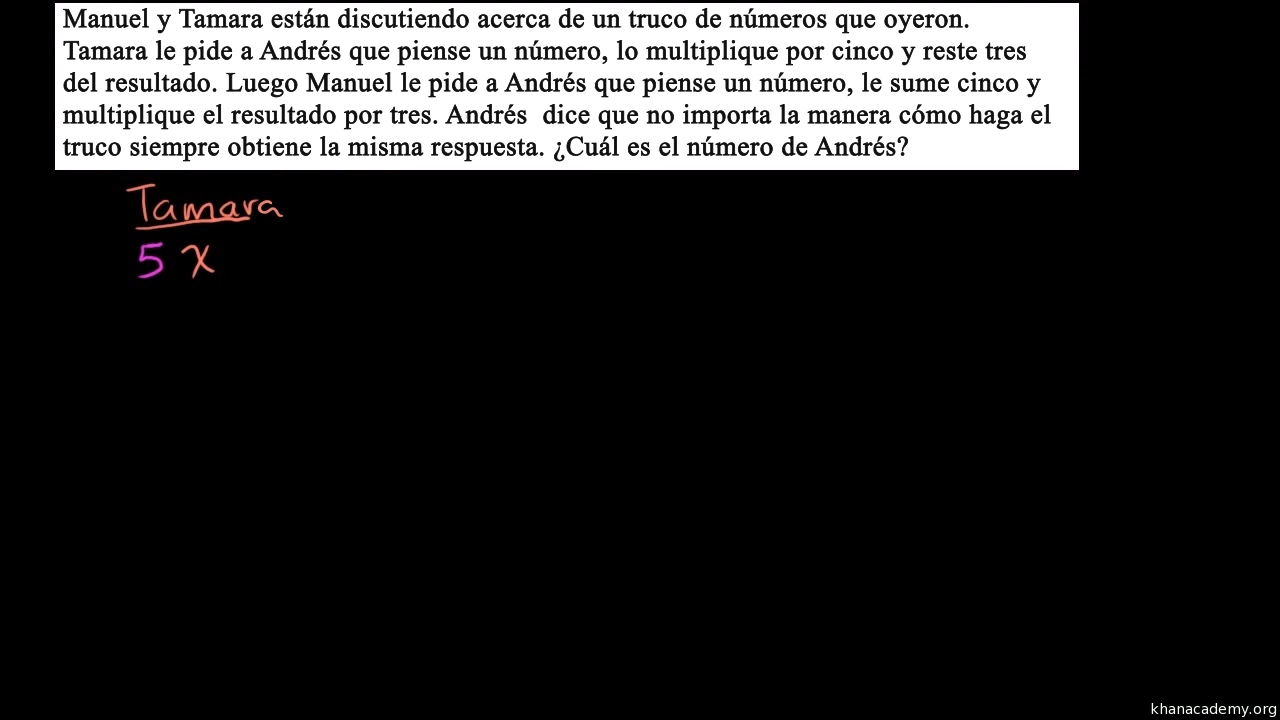 Manuel y Tamara están discutiendo acerca de un truco de números que oyeron.
Tamara le pide a Andrés que piense un número, lo multiplique por cinco y reste tres
del resultado. Luego Manuel le pide a Andrés que piense un número, le sume cinco y
multiplique el resultado por tres. Andrés  dice que no importa la manera cómo haga el
truco siempre obtiene la misma respuesta. ¿Cuál es el número de Andrés?
Tamara
5 x
khanacademy.org